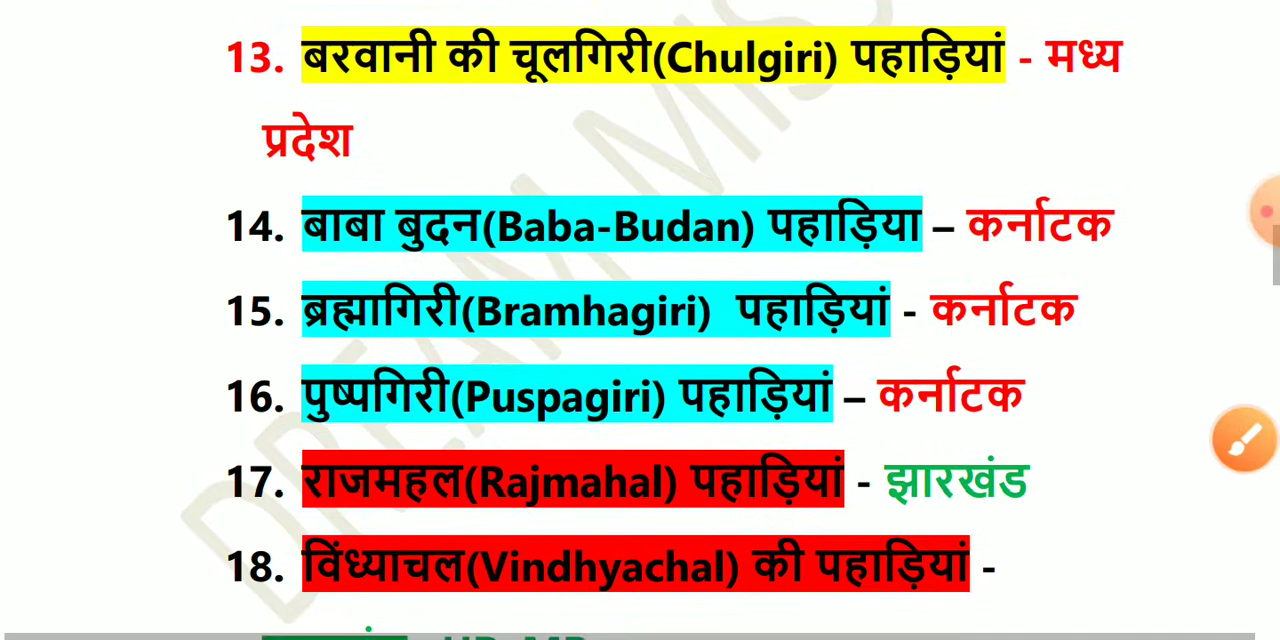 13. बरवानी की चूलगिरी(Chulgiri) पहाड़ियां - मध्य
प्रदेश
14. बाबा बुदन(Baba-Budan) पहाड़िया – कर्नाटक
15. ब्रह्मागिरी(Bramhagiri) पहाड़ियां - कर्नाटक
16. पुष्पगिरी(Puspagiri) पहाड़ियां – कर्नाटक
17. राजमहल(Rajmahal) पहाड़ियां - झारखंड
18. विंध्याचल(Vindhyachal) की पहाड़ियां -
DREAM